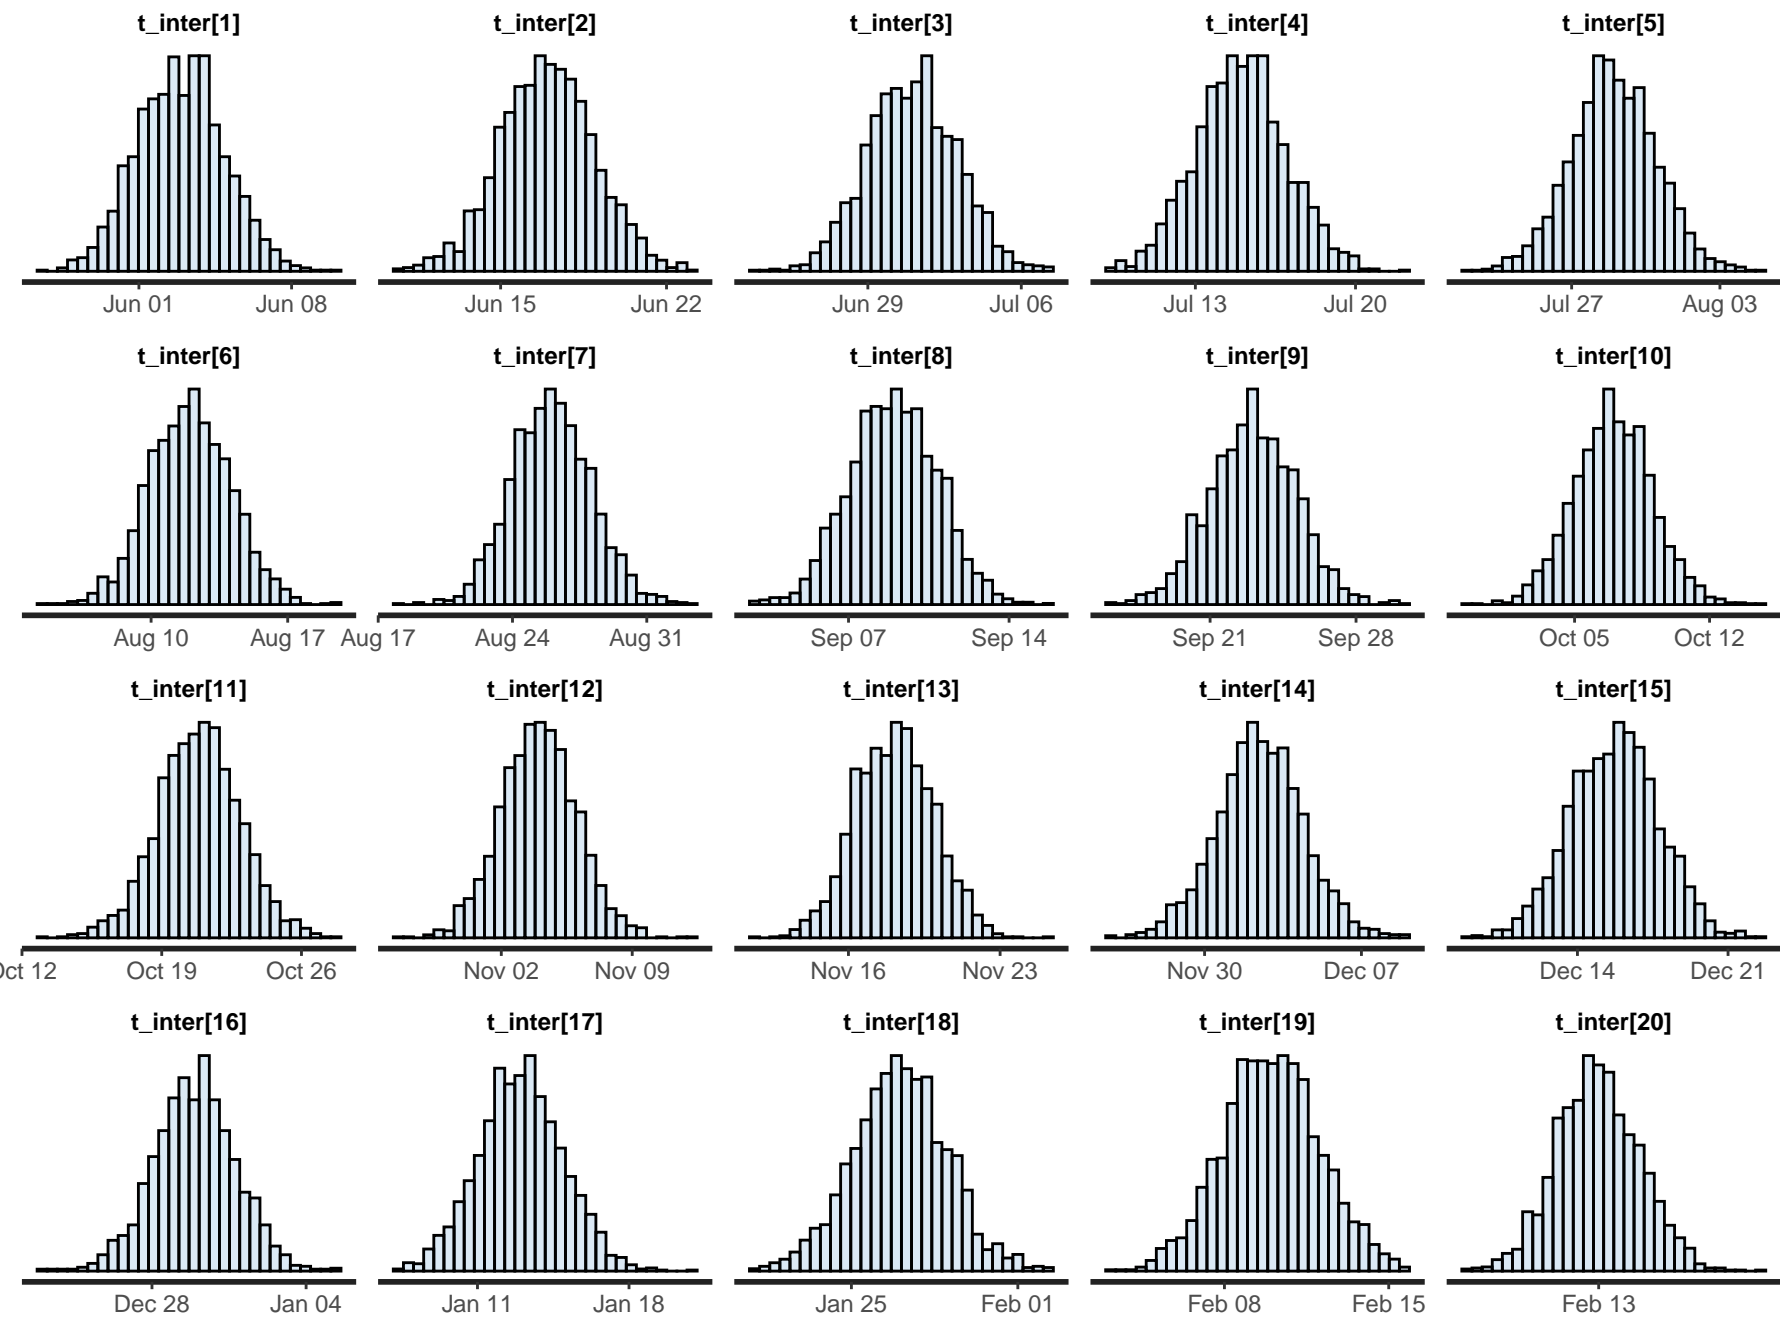 t_inter[1] t_inter[2] t_inter[3] t_inter[4] t_inter[5]
Jun 01 Jun 08 Jun 15 Jun 22 Jun 29 Jul 06 Jul 13 Jul 20 Jul 27 Aug 03
t_inter[6] t_inter[7] t_inter[8] t_inter[9] t_inter[10]
Aug 10 Aug 17 Aug 17 Aug 24 Aug 31 Sep 07 Sep 14 Sep 21 Sep 28 Oct 05 Oct 12
t_inter[11] t_inter[12] t_inter[13] t_inter[14] t_inter[15]
Oct 12 Oct 19 Oct 26 Nov 02 Nov 09 Nov 16 Nov 23 Nov 30 Dec 07 Dec 14 Dec 21
t_inter[16] t_inter[17] t_inter[18] t_inter[19] t_inter[20]
Dec 28 Jan 04 Jan 11 Jan 18 Jan 25 Feb 01 Feb 08 Feb 15 Feb 13